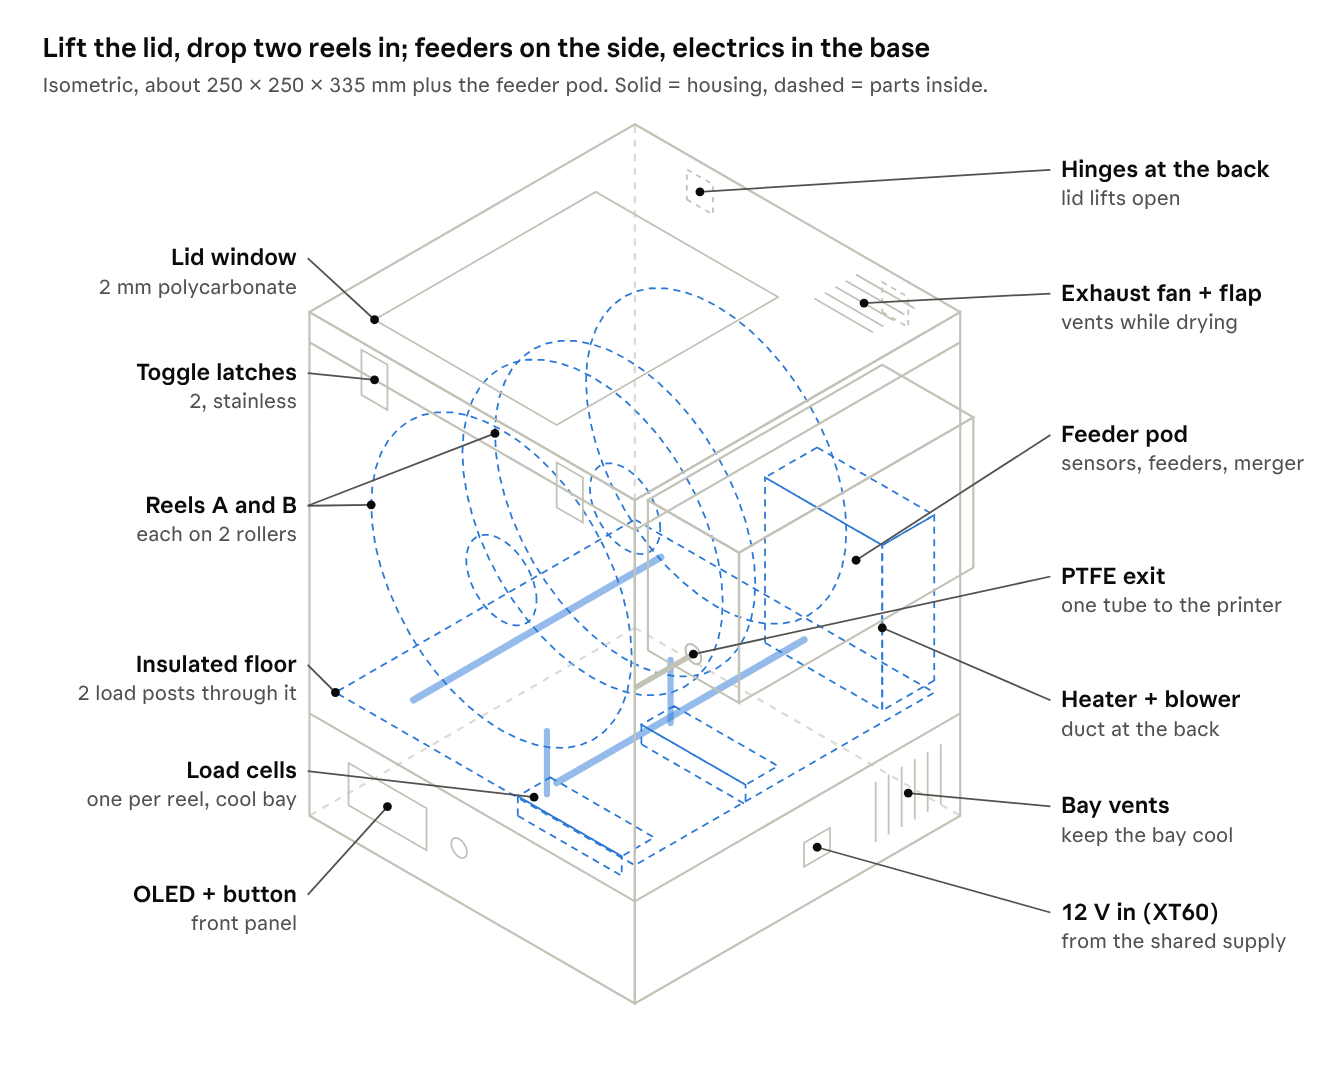 Lift the lid, drop two reels in; feeders on the side, electrics in the base
Isometric, about 250 × 250 × 335 mm plus the feeder pod. Solid = housing, dashed = parts inside.
Lid window
2 mm polycarbonate
Toggle latches
2, stainless
Reels A and B
each on 2 rollers
Insulated floor
2 load posts through it
Load cells
one per reel, cool bay
OLED + button
front panel
Hinges at the back
lid lifts open
Exhaust fan + flap
vents while drying
Feeder pod
sensors, feeders, merger
PTFE exit
one tube to the printer
Heater + blower
duct at the back
Bay vents
keep the bay cool
12 V in (XT60)
from the shared supply